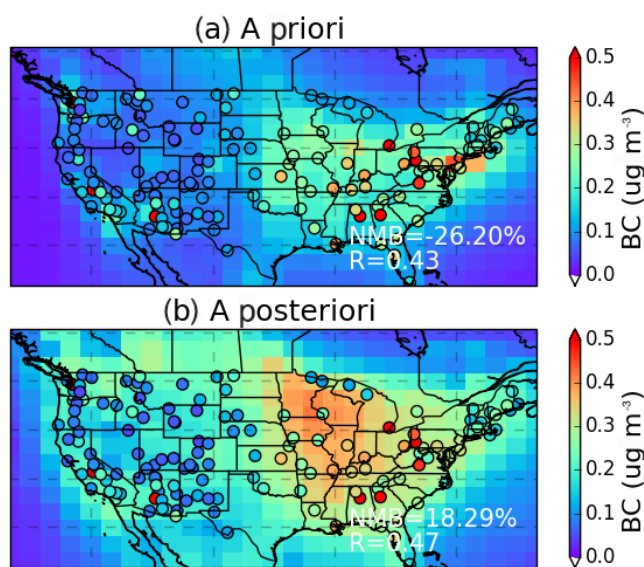 (a) A priori
0.5
0.4
0.3
0.2
0.1
0.0
BC (ug m⁻³)
NMB=-26.20%
R=0.43
(b) A posteriori
0.5
0.4
0.3
0.2
0.1
0.0
BC (ug m⁻³)
NMB=18.29%
R=0.47